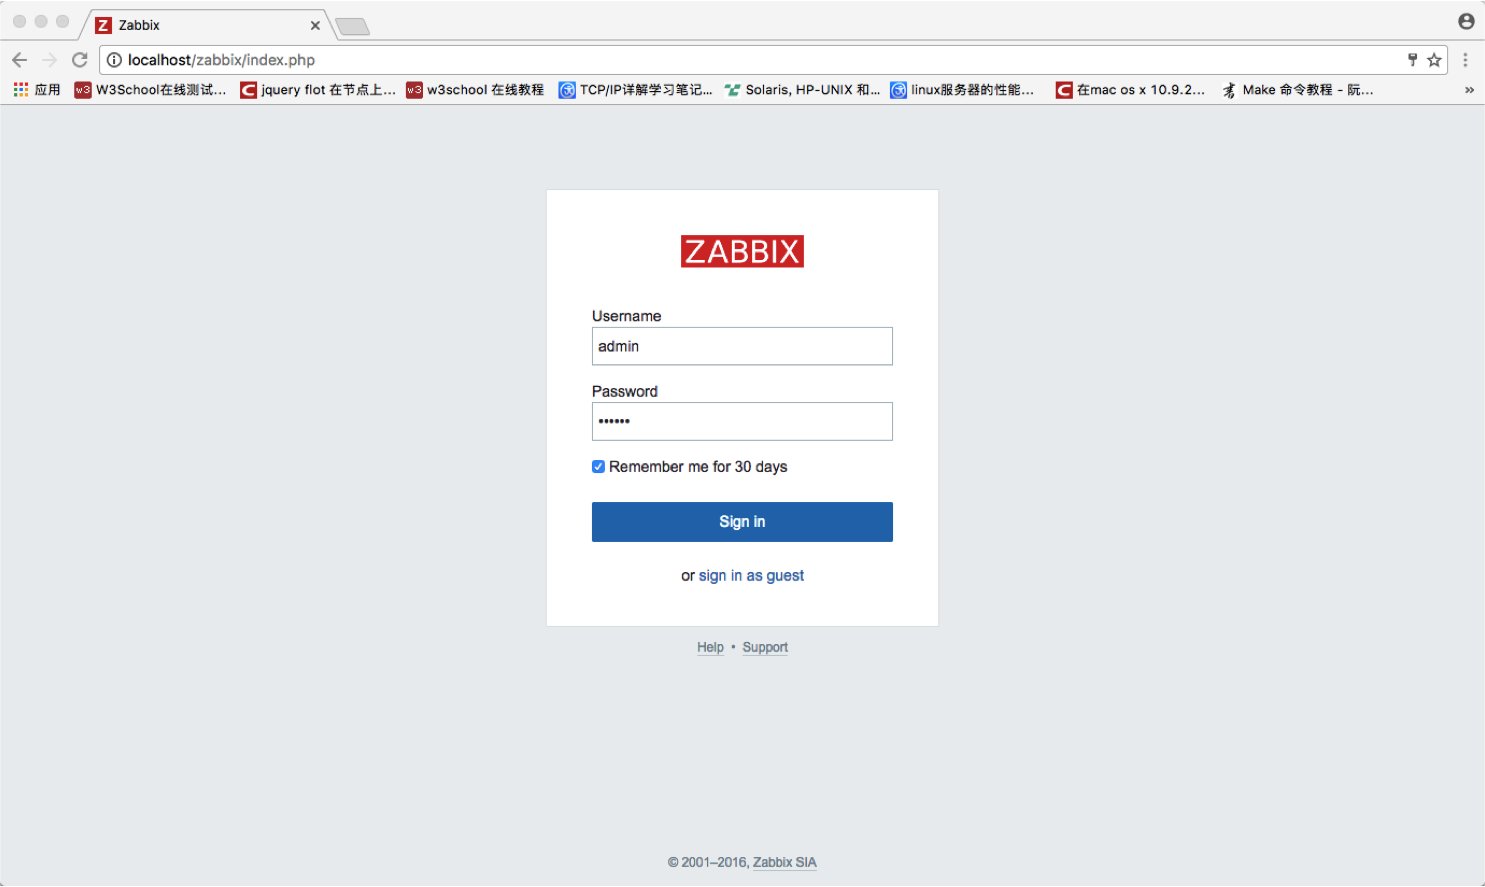 Zabbix
localhost/zabbix/index.php
应用 W3School在线测试... jquery flot 在节点上... w3school 在线教程 TCP/IP详解学习笔记... Solaris, HP-UNIX 和... linux服务器的性能... 在mac os x 10.9.2... Make 命令教程 - 阮... »
ZABBIX
Username
admin
Password
••••••
Remember me for 30 days
Sign in
or sign in as guest
Help • Support
© 2001–2016, Zabbix SIA